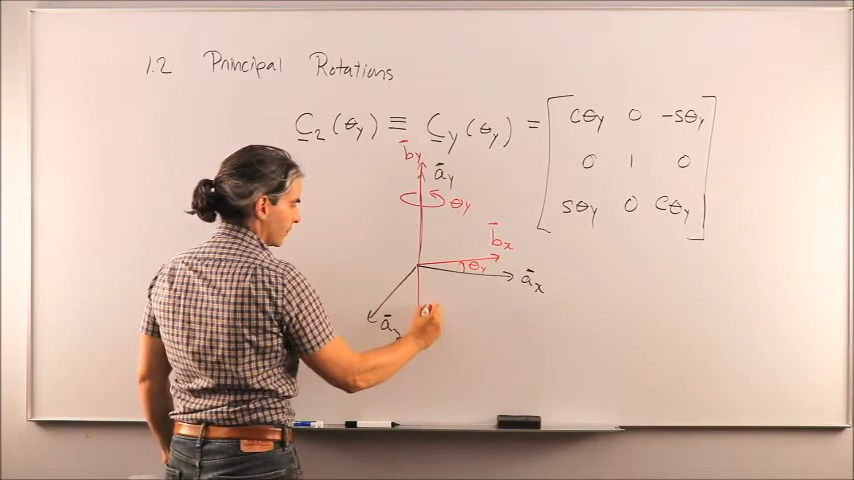 1.2 Principal Rotations
C₂(θy) ≡ Cy(θy) = [cθy 0 -sθy
0 1 0
sθy 0 cθy]
b̄y
āy
θy
b̄x
θy
āx
āz